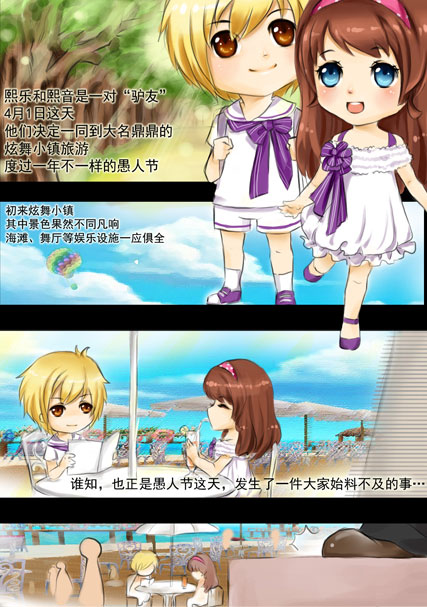 熙乐和熙音是一对“驴友”
4月1日这天
他们决定一同到大名鼎鼎的
炫舞小镇旅游
度过一年不一样的愚人节
初来炫舞小镇
其中景色果然不同凡响
海滩、舞厅等娱乐设施一应俱全
谁知，也正是愚人节这天，发生了一件大家始料不及的事…